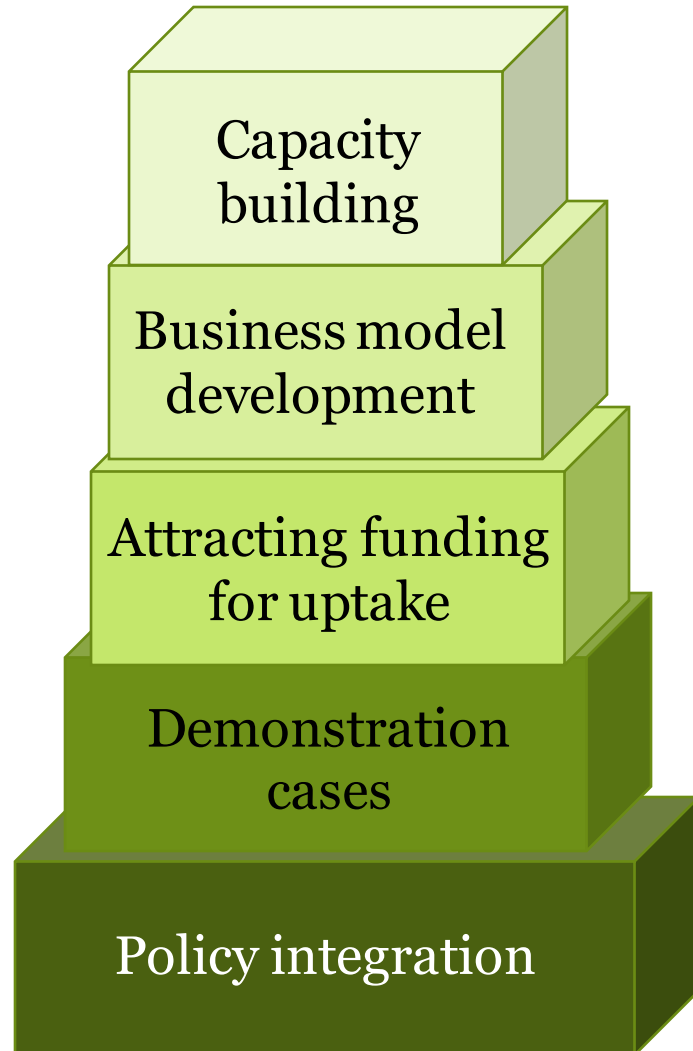 Capacity
building
Business model
development
Attracting funding
for uptake
Demonstration
cases
Policy integration